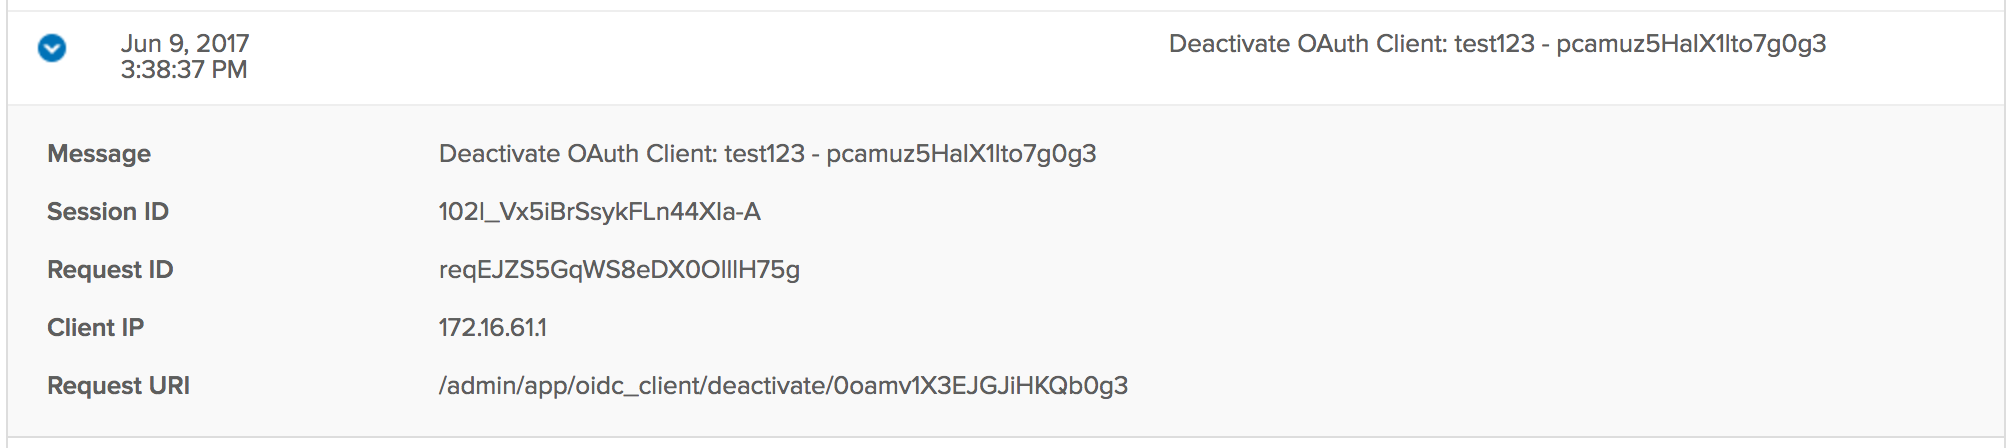 Jun 9, 2017
3:38:37 PM
Deactivate OAuth Client: test123 - pcamuz5HalX1lto7g0g3
Message
Deactivate OAuth Client: test123 - pcamuz5HalX1lto7g0g3
Session ID
102l_Vx5iBrSsykFLn44Xla-A
Request ID
reqEJZS5GqWS8eDX0OlllH75g
Client IP
172.16.61.1
Request URI
/admin/app/oidc_client/deactivate/0oamv1X3EJGJiHKQb0g3